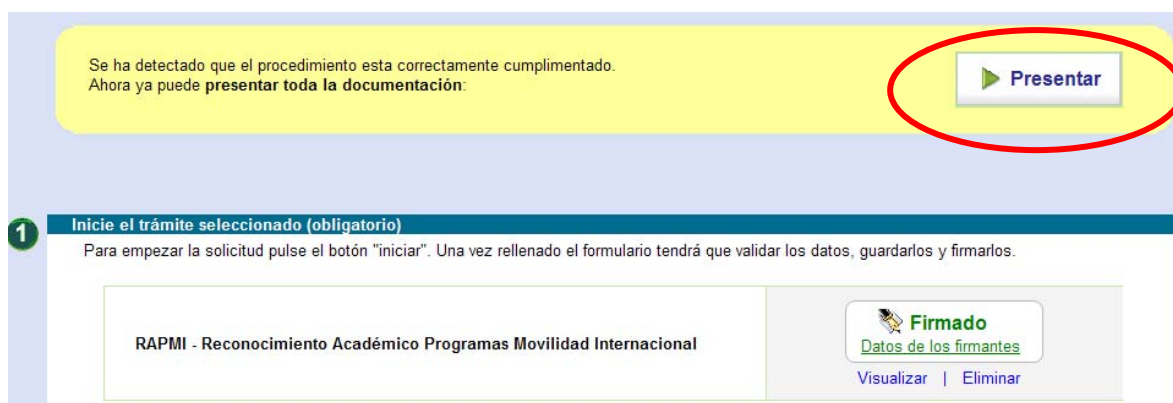 Se ha detectado que el procedimiento esta correctamente cumplimentado.
Ahora ya puede presentar toda la documentación:
Presentar
1
Inicie el trámite seleccionado (obligatorio)
Para empezar la solicitud pulse el botón "iniciar". Una vez rellenado el formulario tendrá que validar los datos, guardarlos y firmarlos.
RAPMI - Reconocimiento Académico Programas Movilidad Internacional
Firmado
Datos de los firmantes
Visualizar | Eliminar